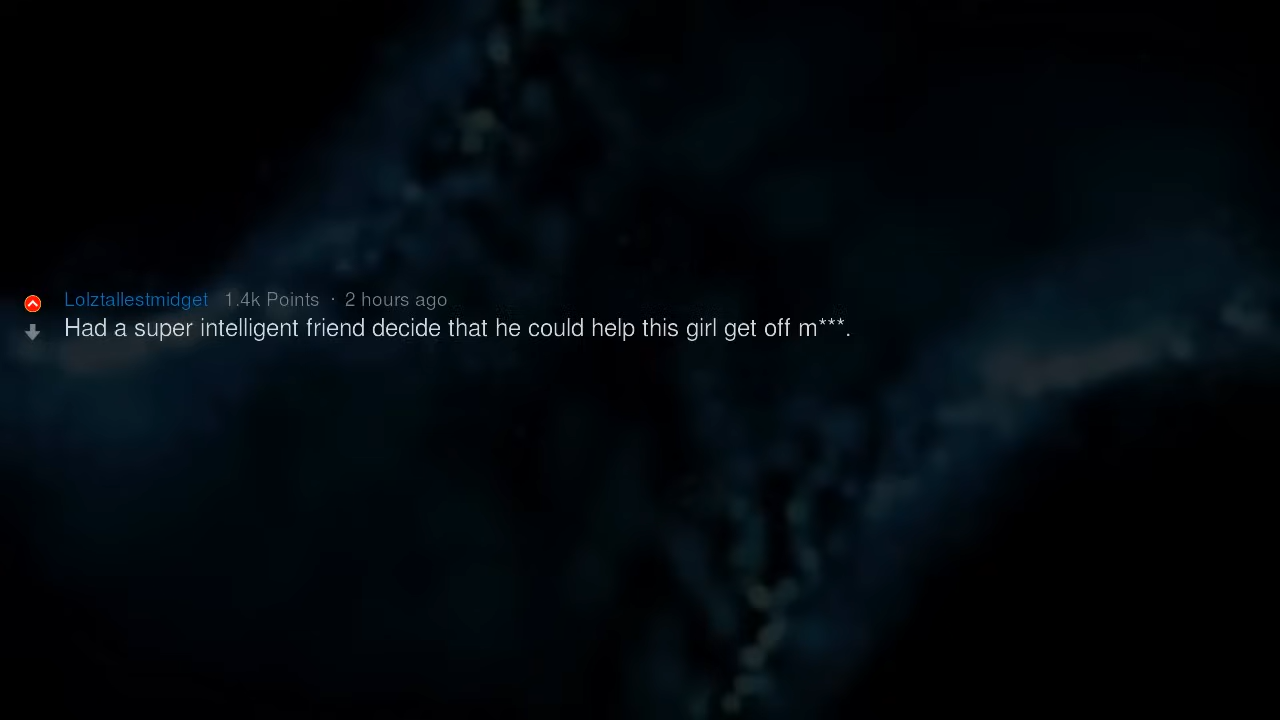 Lolztallestmidget 1.4k Points · 2 hours ago
Had a super intelligent friend decide that he could help this girl get off m***.